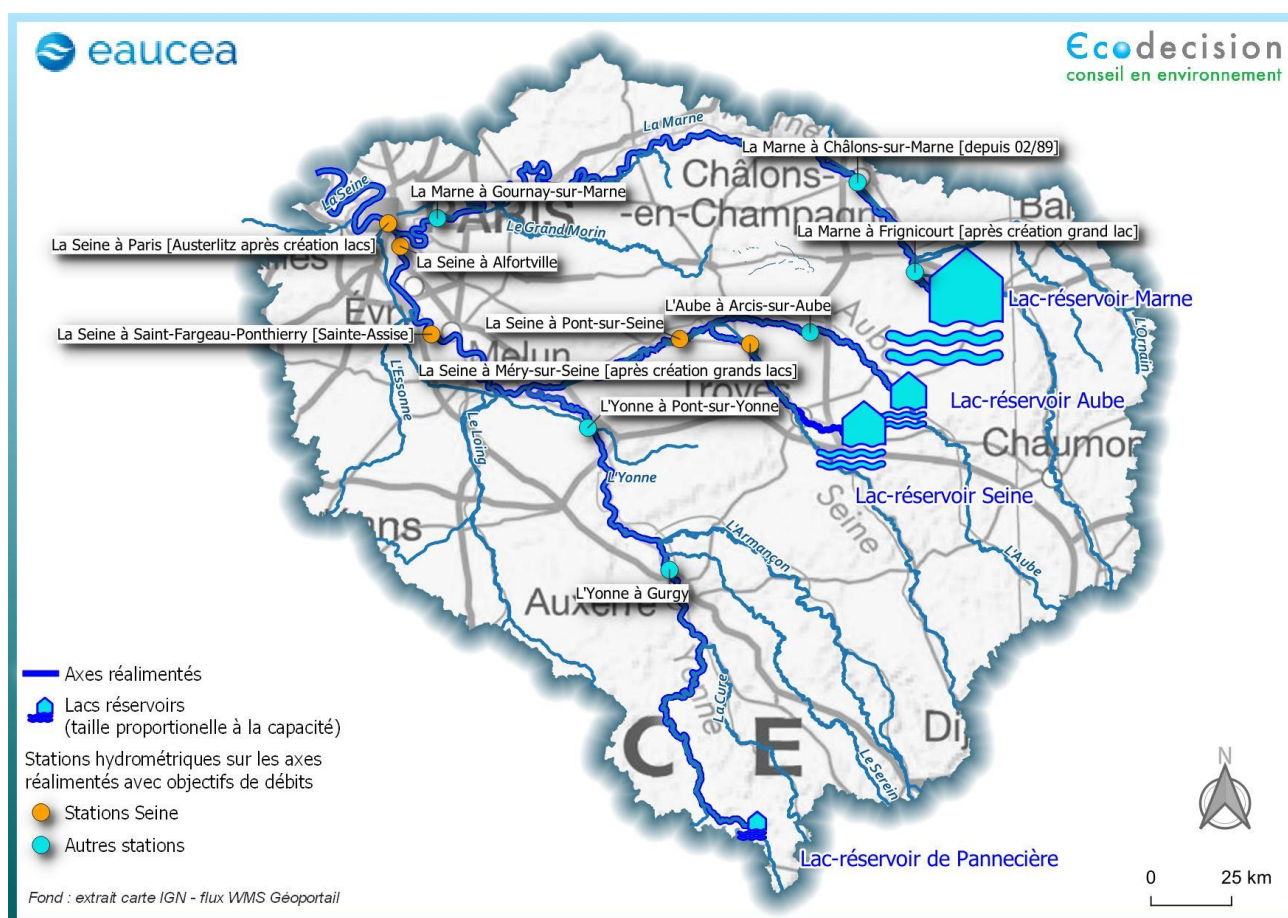 eaucea
Ecodecision
conseil en environnement
La Marne
La Marne à Châlons-sur-Marne [depuis 02/89]
Châlons-
-en-Champagne
La Seine
La Marne à Gournay-sur-Marne
PARIS
Le Grand Morin
La Marne à Frignicourt [après création grand lac]
La Seine à Paris [Austerlitz après création lacs]
La Seine à Alfortville
Lac-réservoir Marne
L'Aube à Arcis-sur-Aube
La Seine à Pont-sur-Seine
Aube
L'Ornain
La Seine à Saint-Fargeau-Ponthierry [Sainte-Assise]
Melun
La Seine à Méry-sur-Seine [après création grands lacs]
Troyes
L'Essonne
Lac-réservoir Aube
L'Yonne à Pont-sur-Yonne
Le Loing
Chaumon
L'Yonne
Lac-réservoir Seine
Seine
L'Armançon
L'Aube
L'Yonne à Gurgy
Auxerre
Yonne
La Cure
C E
Dij
Le Serein
Lac-réservoir de Pannecière
Axes réalimentés
Lacs réservoirs
(taille proportionelle à la capacité)
Stations hydrométriques sur les axes
réalimentés avec objectifs de débits
Stations Seine
Autres stations
N
0 25 km
Fond : extrait carte IGN - flux WMS Géoportail